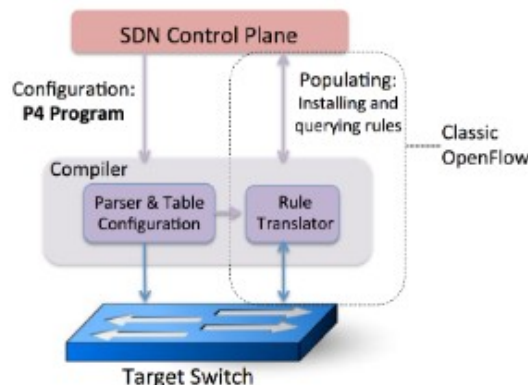 SDN Control Plane
Configuration:
P4 Program
Populating:
Installing and
querying rules
Classic
OpenFlow
Compiler
Parser & Table
Configuration
Rule
Translator
Target Switch